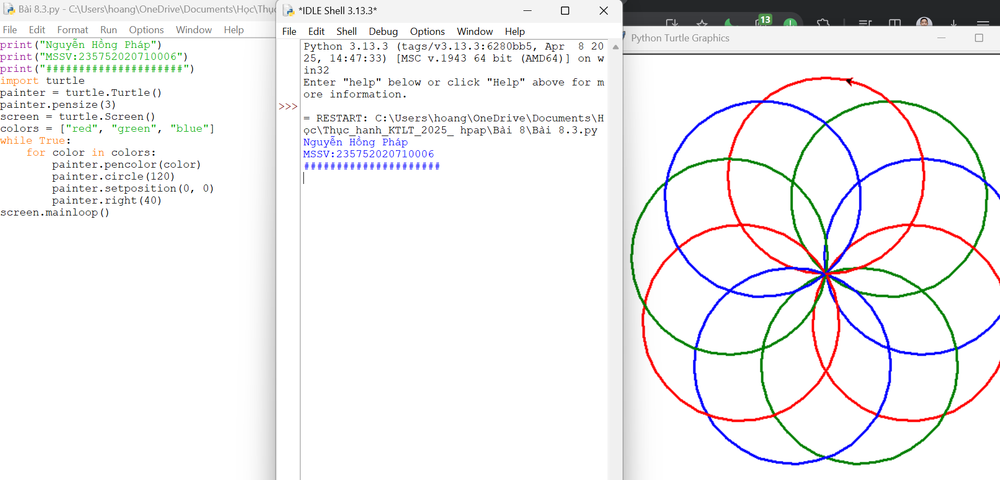 Bài 8.3.py - C:\Users\hoang\OneDrive\Documents\Học\Thực
File Edit Format Run Options Window Help
print("Nguyễn Hồng Pháp")
print("MSSV:235752020710006")
print("#####################")
import turtle
painter = turtle.Turtle()
painter.pensize(3)
screen = turtle.Screen()
colors = ["red", "green", "blue"]
while True:
    for color in colors:
        painter.pencolor(color)
        painter.circle(120)
        painter.setposition(0, 0)
        painter.right(40)
screen.mainloop()
*IDLE Shell 3.13.3*
File Edit Shell Debug Options Window Help
Python 3.13.3 (tags/v3.13.3:6280bb5, Apr  8 20
25, 14:47:33) [MSC v.1943 64 bit (AMD64)] on w
in32
Enter "help" below or click "Help" above for m
ore information.
>>>
= RESTART: C:\Users\hoang\OneDrive\Documents\H
ọc\Thực_hanh_KTLT_2025_ hpap\Bài 8\Bài 8.3.py
Nguyễn Hồng Pháp
MSSV:235752020710006
#####################
13
Python Turtle Graphics